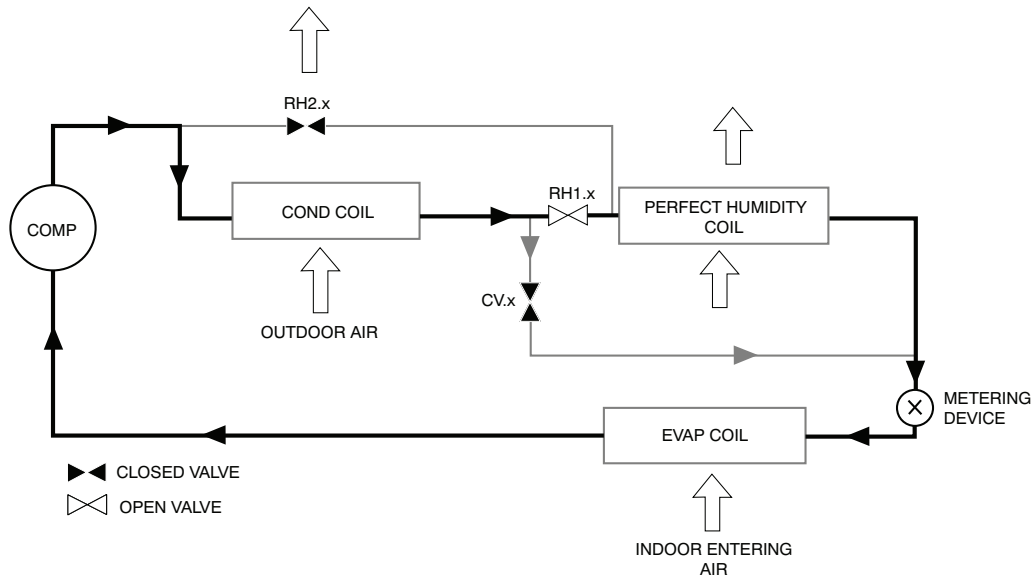 RH2.x
RH1.x
COND COIL
PERFECT HUMIDITY
COIL
COMP
CV.x
OUTDOOR AIR
METERING
DEVICE
EVAP COIL
CLOSED VALVE
OPEN VALVE
INDOOR ENTERING
AIR